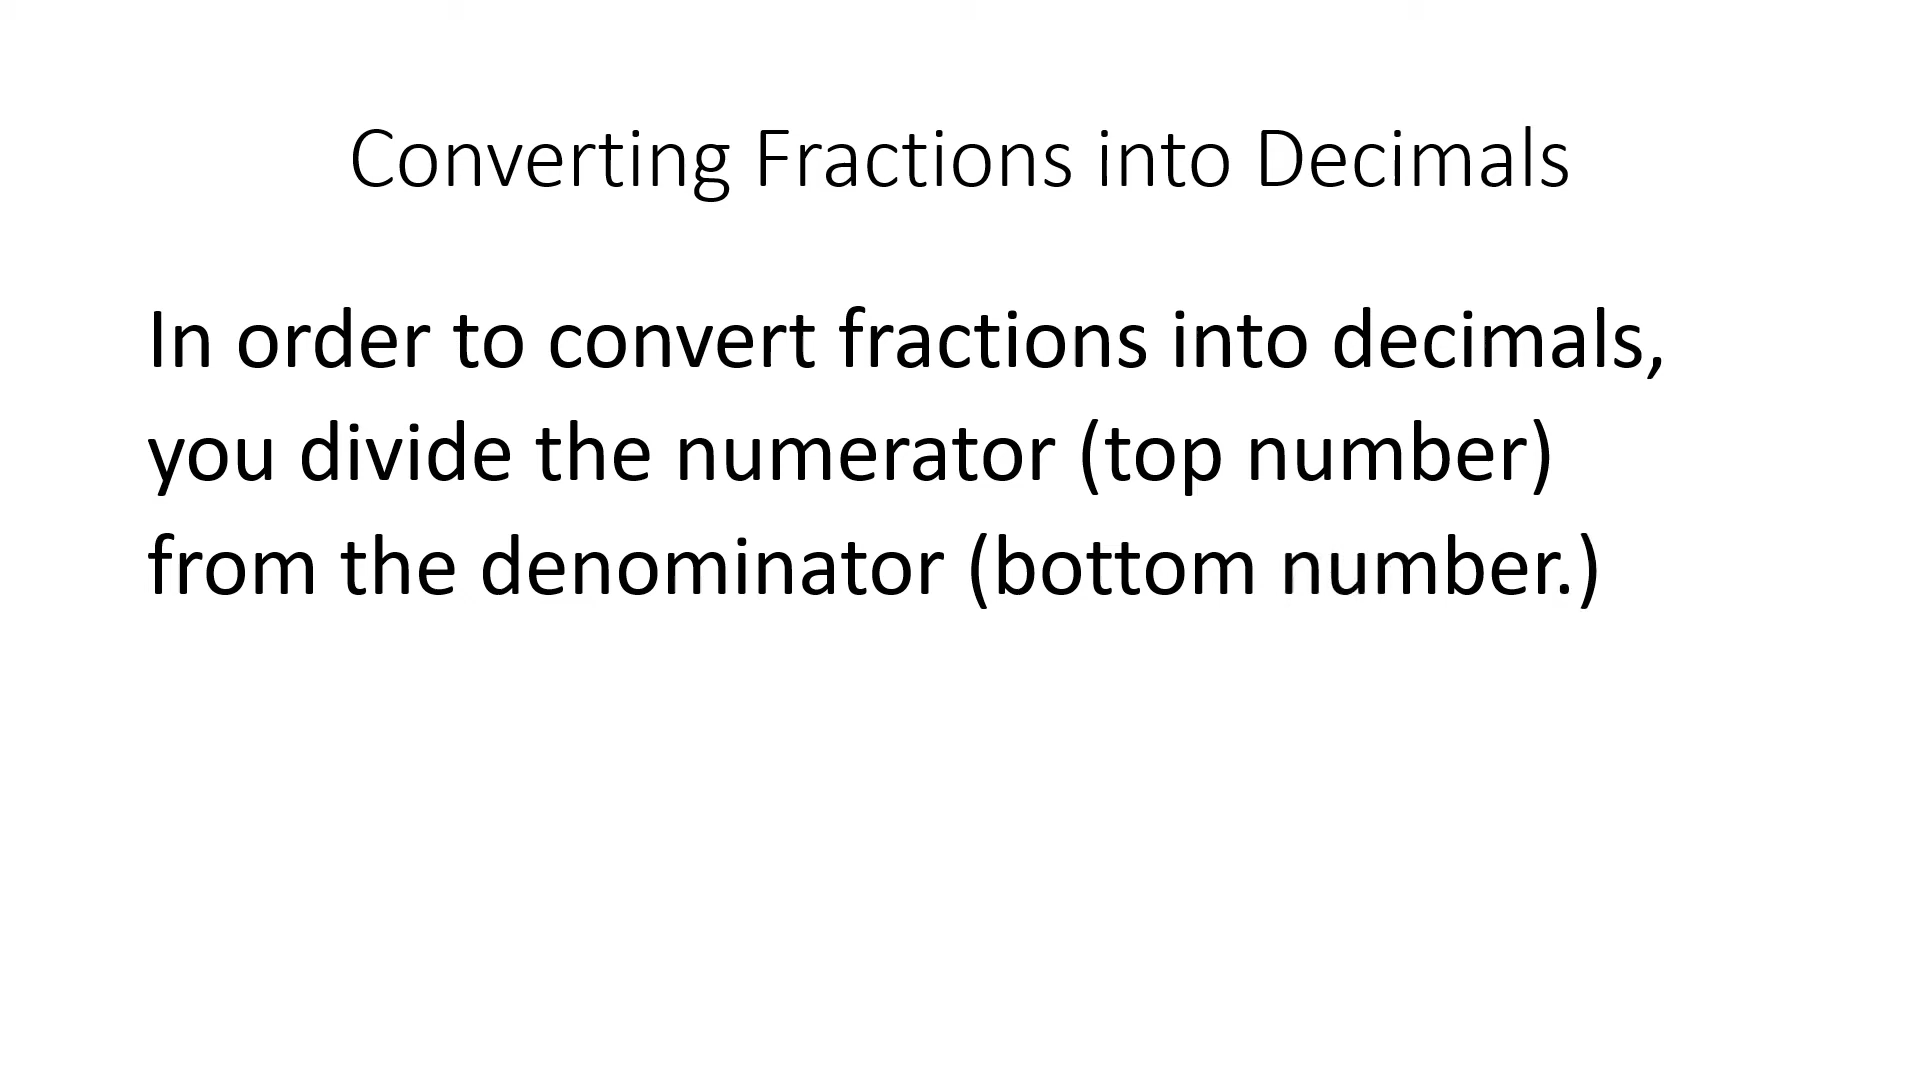 Converting Fractions into Decimals
In order to convert fractions into decimals,
you divide the numerator (top number)
from the denominator (bottom number.)